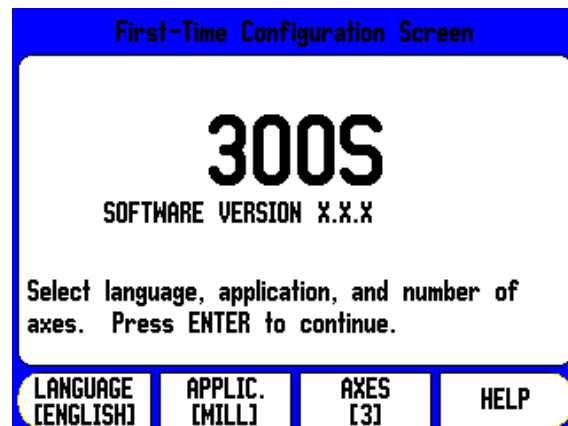 First-Time Configuration Screen
300S
SOFTWARE VERSION X.X.X
Select language, application, and number of
axes. Press ENTER to continue.
LANGUAGE
[ENGLISH]
APPLIC.
[MILL]
AXES
[3]
HELP